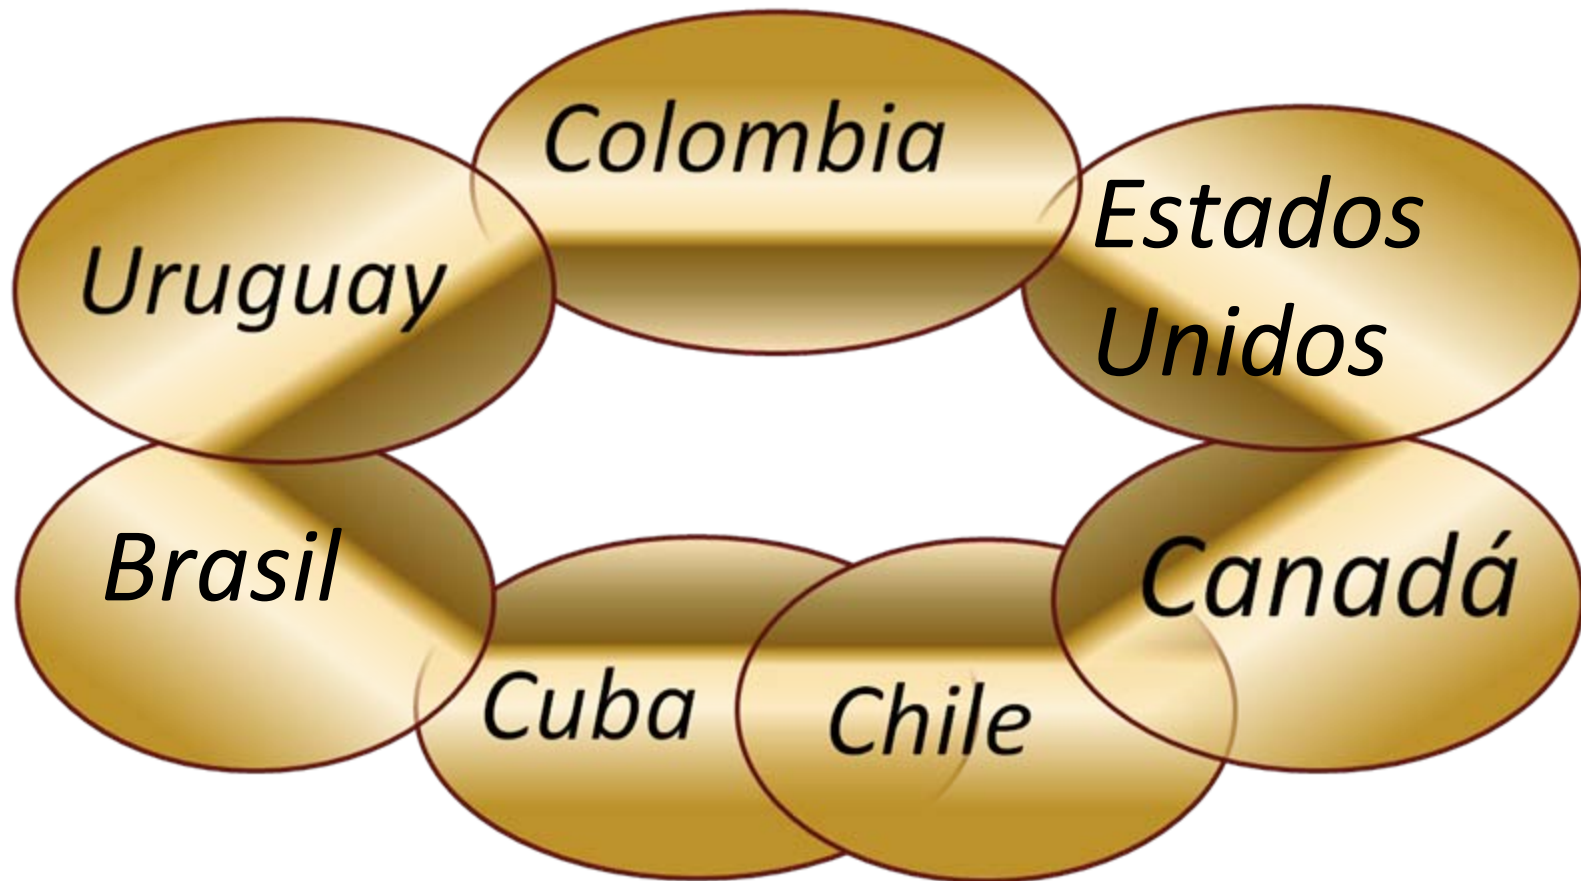 Colombia
Estados
Unidos
Uruguay
Brasil
Canadá
Cuba
Chile